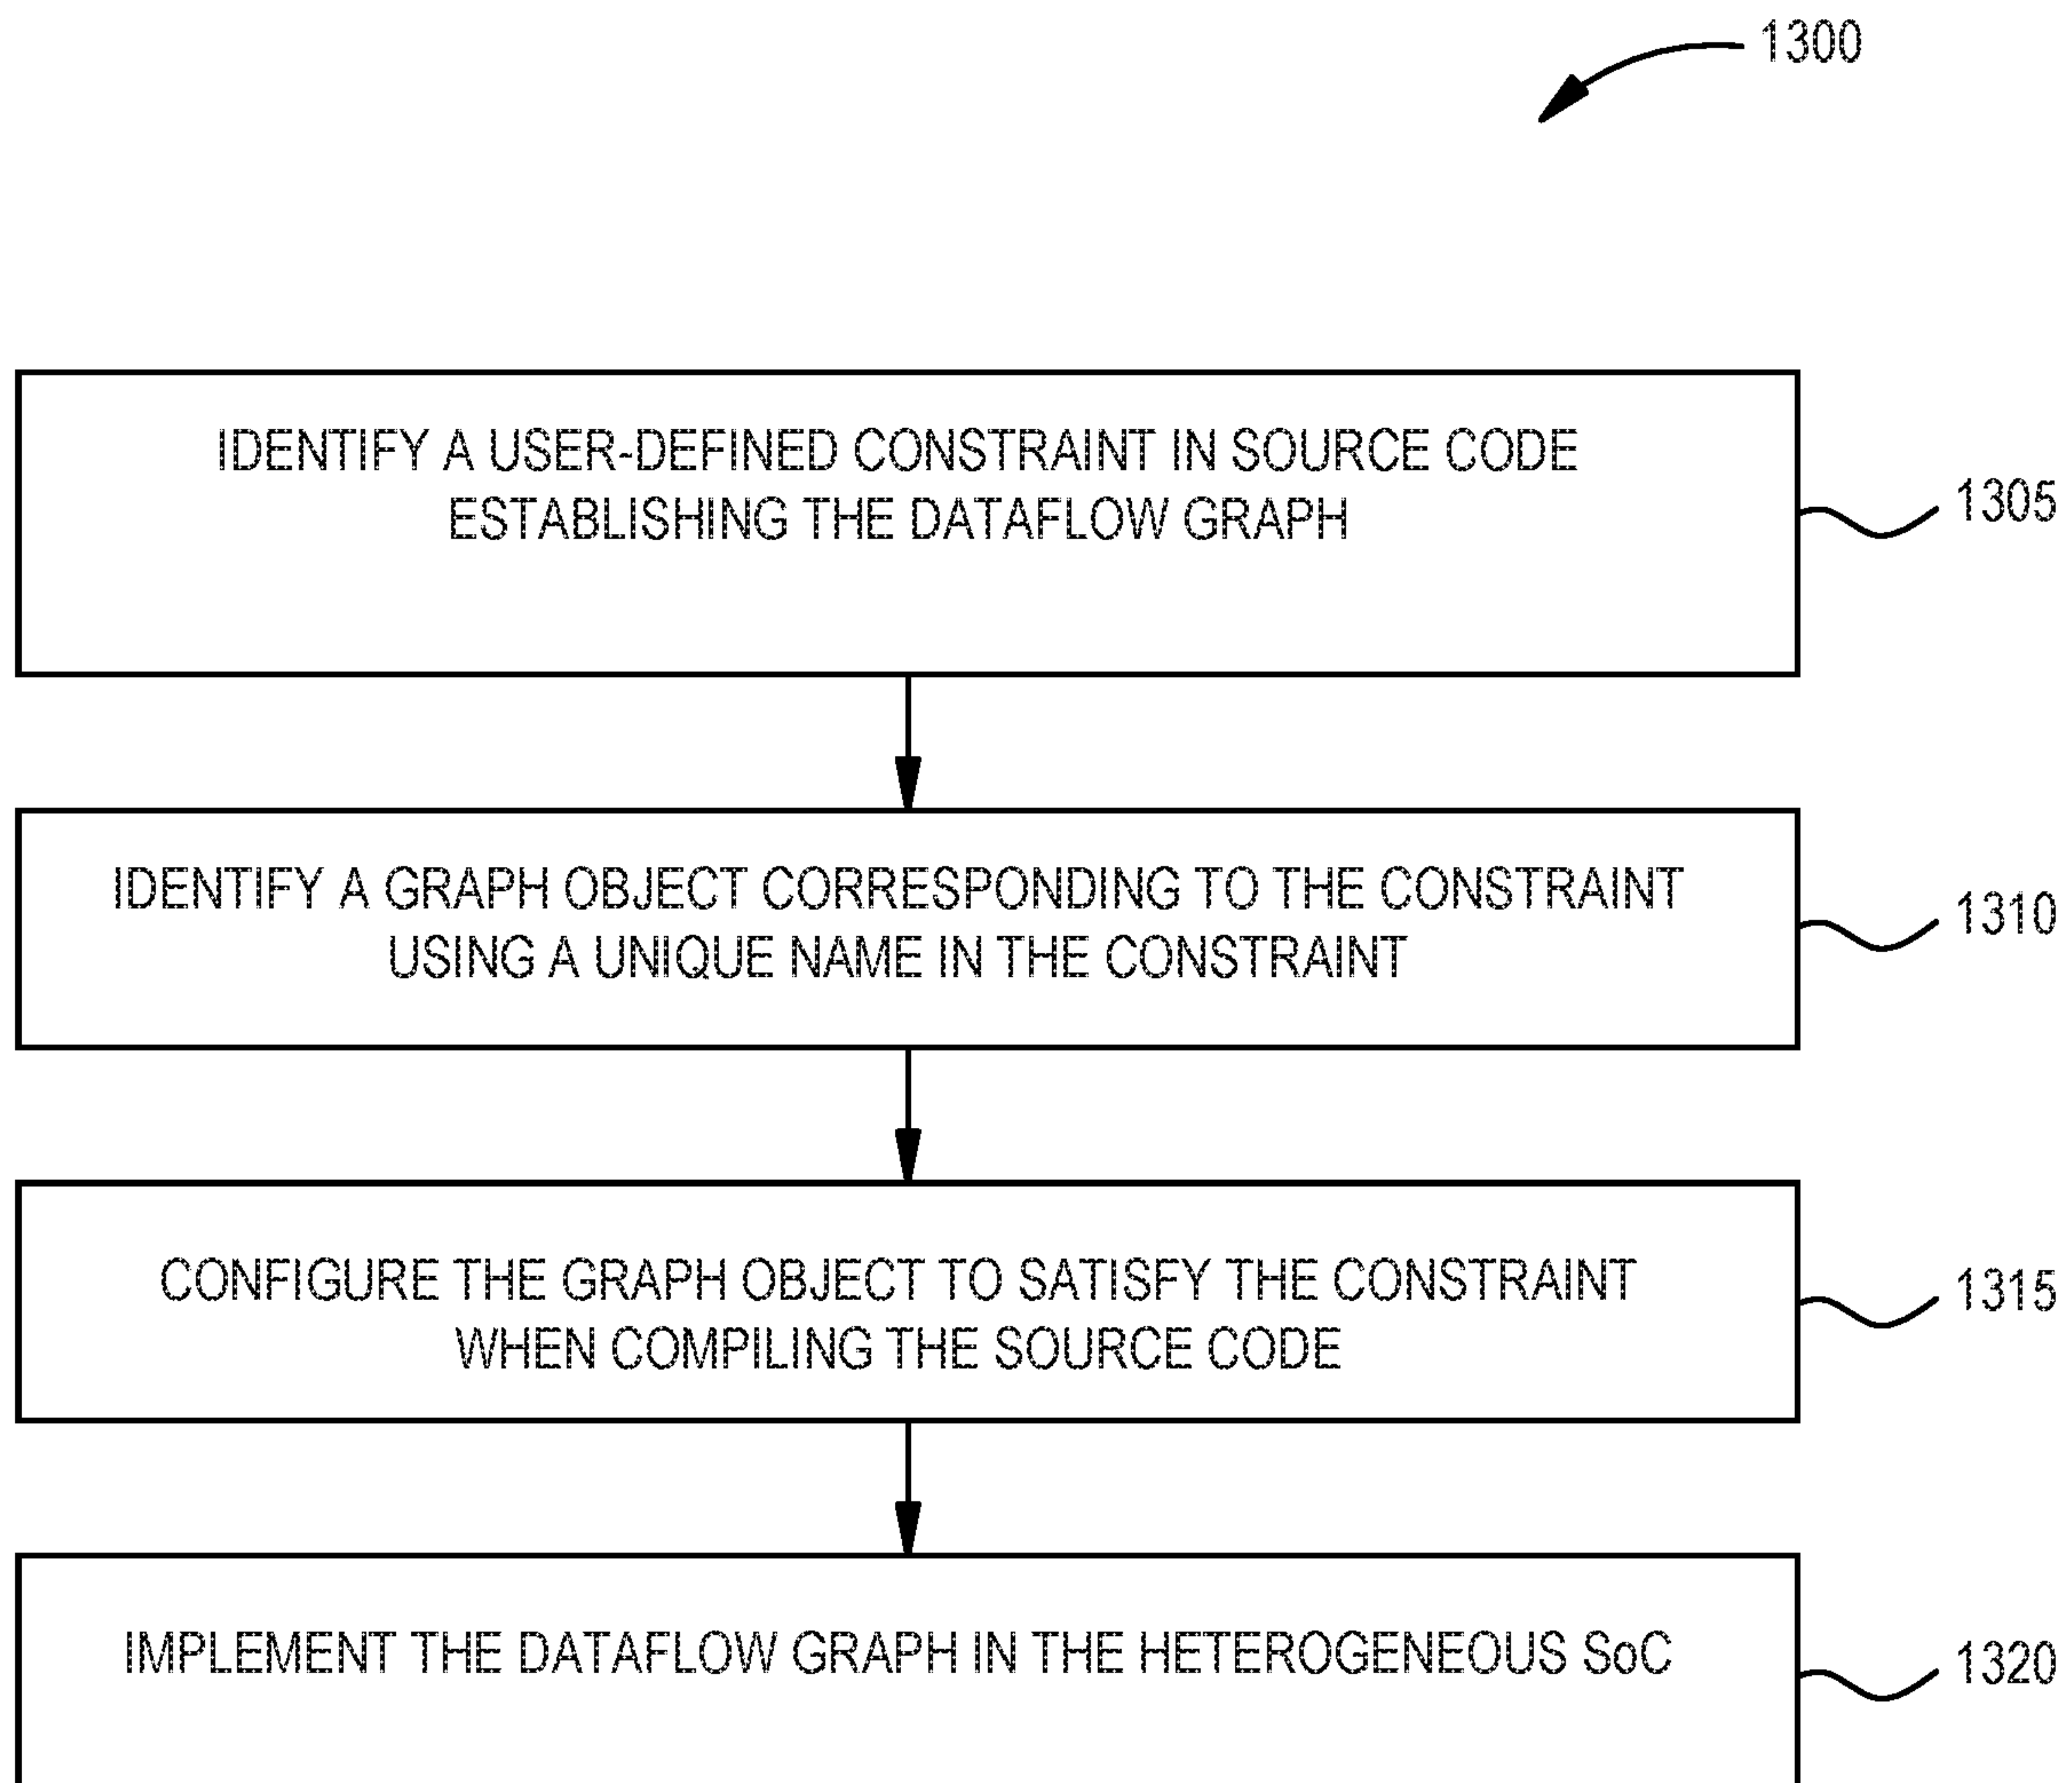 1300
IDENTIFY A USER-DEFINED CONSTRAINT IN SOURCE CODE
ESTABLISHING THE DATAFLOW GRAPH
1305
IDENTIFY A GRAPH OBJECT CORRESPONDING TO THE CONSTRAINT
USING A UNIQUE NAME IN THE CONSTRAINT
1310
CONFIGURE THE GRAPH OBJECT TO SATISFY THE CONSTRAINT
WHEN COMPILING THE SOURCE CODE
1315
IMPLEMENT THE DATAFLOW GRAPH IN THE HETEROGENEOUS SoC
1320